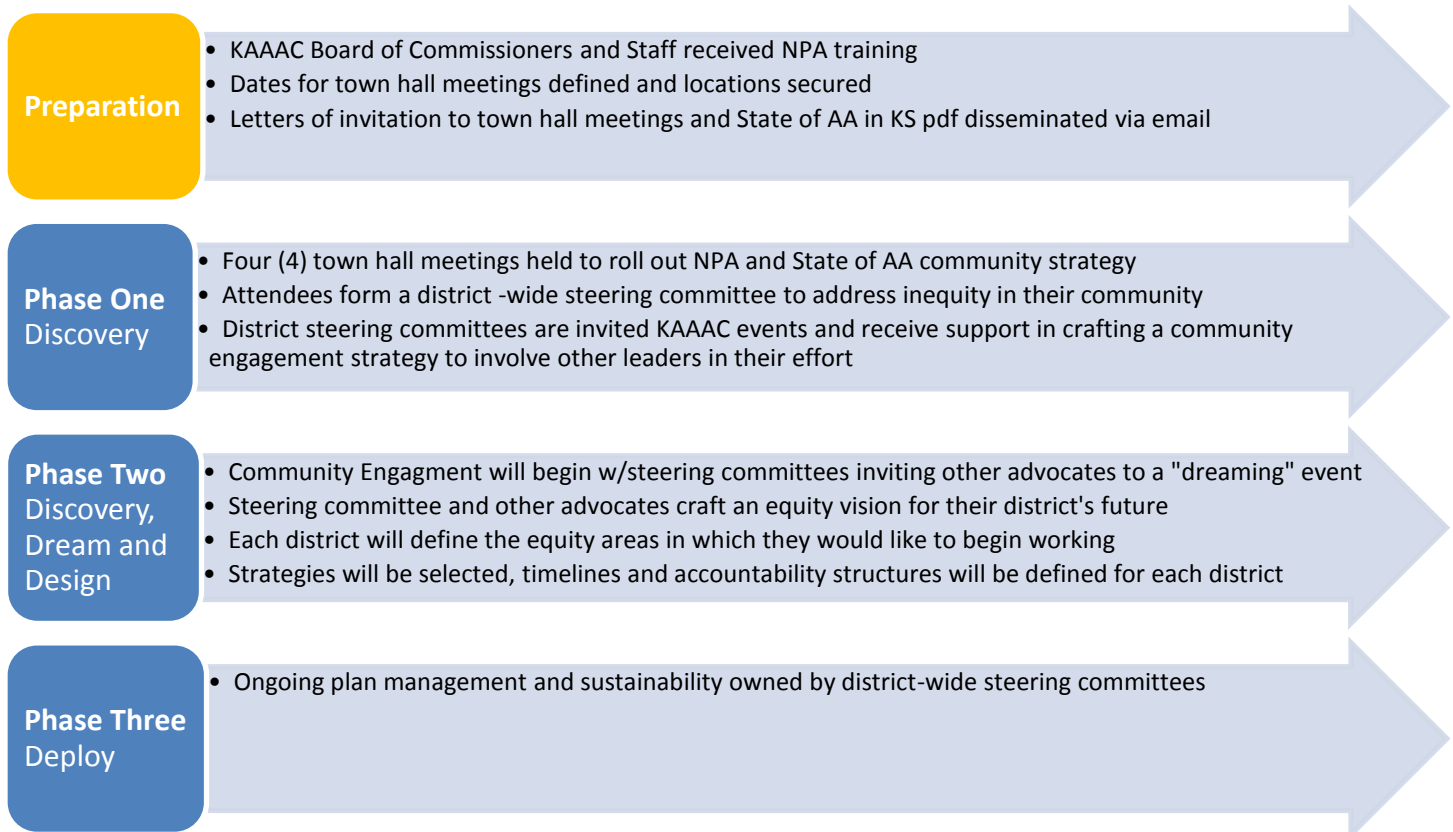 Preparation
• KAAAC Board of Commissioners and Staff received NPA training
• Dates for town hall meetings defined and locations secured
• Letters of invitation to town hall meetings and State of AA in KS pdf disseminated via email
Phase One
Discovery
• Four (4) town hall meetings held to roll out NPA and State of AA community strategy
• Attendees form a district -wide steering committee to address inequity in their community
• District steering committees are invited KAAAC events and receive support in crafting a community
engagement strategy to involve other leaders in their effort
Phase Two
Discovery,
Dream and
Design
• Community Engagment will begin w/steering committees inviting other advocates to a "dreaming" event
• Steering committee and other advocates craft an equity vision for their district's future
• Each district will define the equity areas in which they would like to begin working
• Strategies will be selected, timelines and accountability structures will be defined for each district
Phase Three
Deploy
• Ongoing plan management and sustainability owned by district-wide steering committees